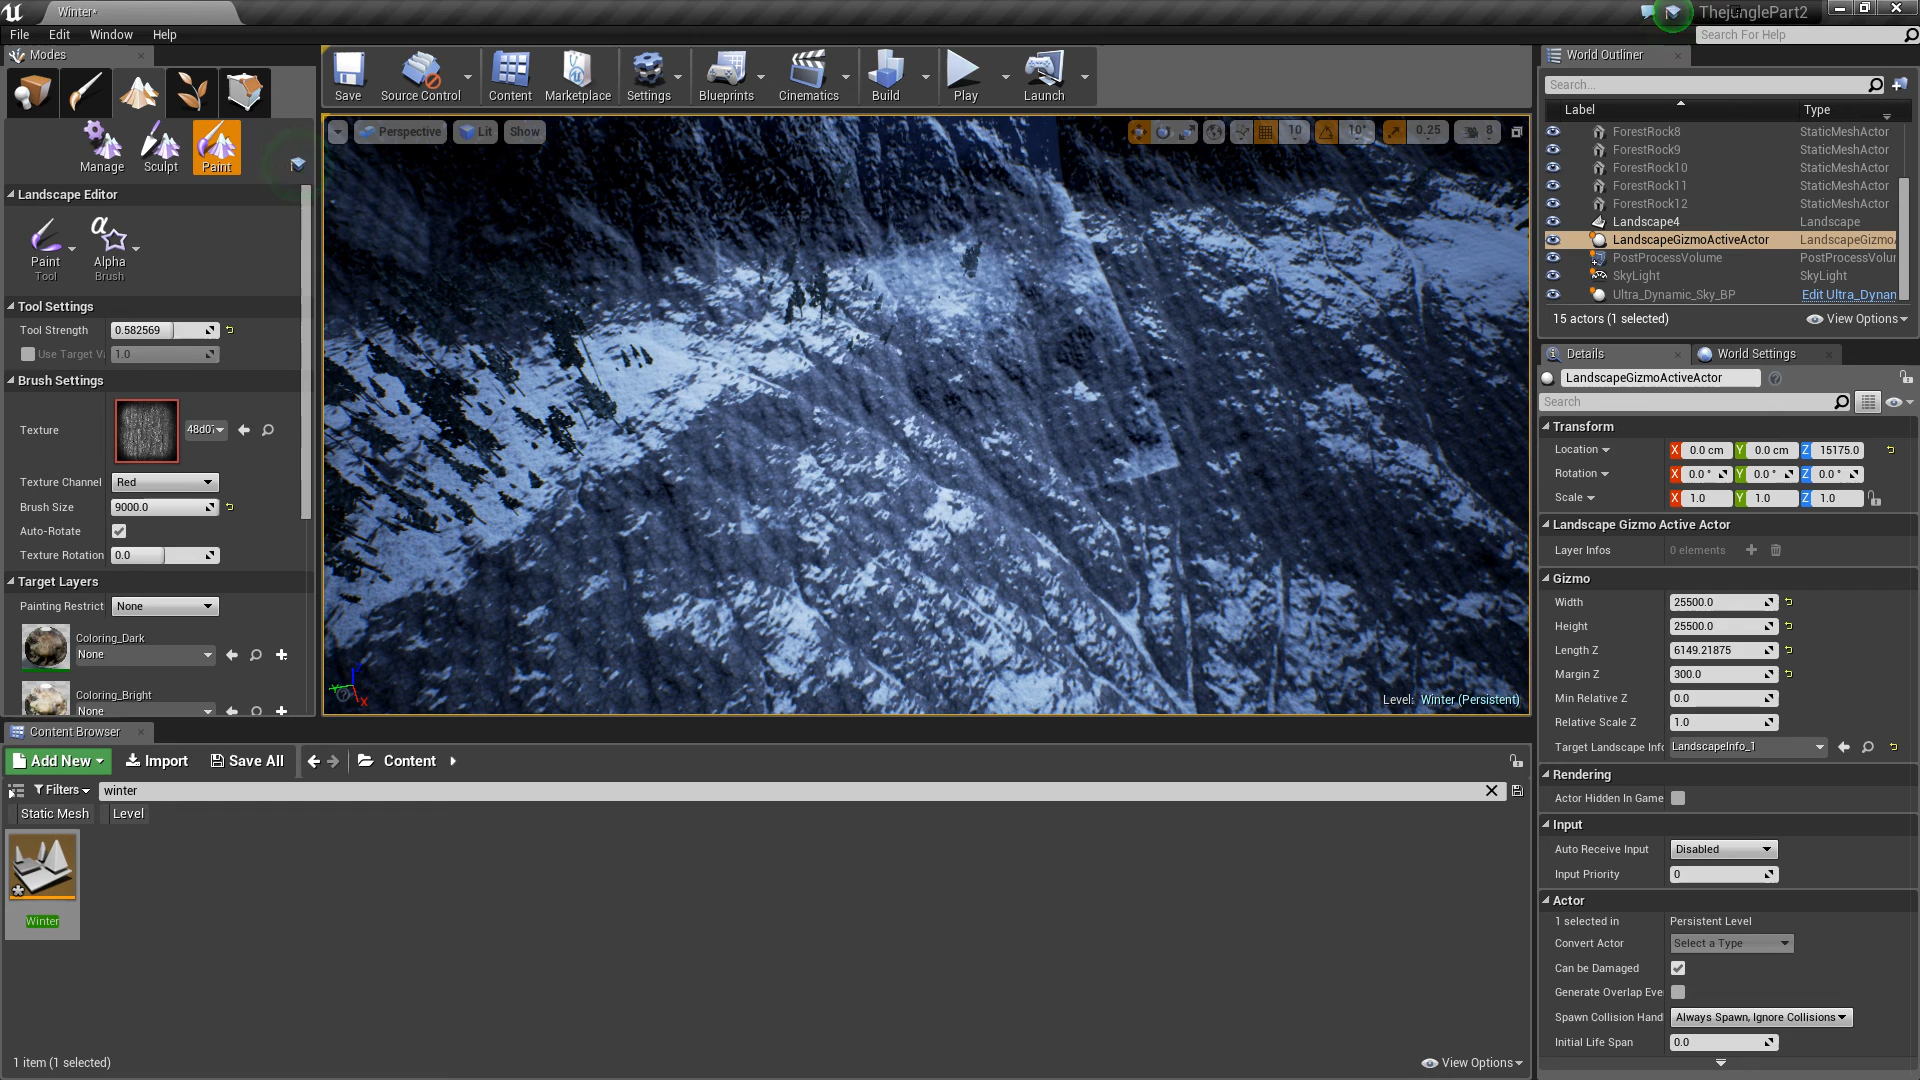 Winter*
ThejunglePart2
File Edit Window Help
Search For Help
Modes
Save
Source Control
Content
Marketplace
Settings
Blueprints
Cinematics
Build
Play
Launch
Manage
Sculpt
Paint
Landscape Editor
Paint
Tool
α
Alpha
Brush
Tool Settings
Tool Strength 0.582569
Use Target V 1.0
Brush Settings
Texture 48d07
Texture Channel Red
Brush Size 9000.0
Auto-Rotate
Texture Rotation 0.0
Target Layers
Painting Restrict None
Coloring_Dark
None
Coloring_Bright
None
Perspective Lit Show
10 10° 0.25 8
Level: Winter (Persistent)
World Outliner
Search...
Label Type
ForestRock8 StaticMeshActor
ForestRock9 StaticMeshActor
ForestRock10 StaticMeshActor
ForestRock11 StaticMeshActor
ForestRock12 StaticMeshActor
Landscape4 Landscape
LandscapeGizmoActiveActor LandscapeGizmo
PostProcessVolume PostProcessVolu
SkyLight SkyLight
Ultra_Dynamic_Sky_BP Edit Ultra_Dynan
15 actors (1 selected) View Options
Details World Settings
LandscapeGizmoActiveActor
Search
Transform
Location X 0.0 cm Y 0.0 cm Z 15175.0
Rotation X 0.0 ° Y 0.0 ° Z 0.0 °
Scale X 1.0 Y 1.0 Z 1.0
Landscape Gizmo Active Actor
Layer Infos 0 elements
Gizmo
Width 25500.0
Height 25500.0
Length Z 6149.21875
Margin Z 300.0
Min Relative Z 0.0
Relative Scale Z 1.0
Target Landscape Info LandscapeInfo_1
Rendering
Actor Hidden In Game
Input
Auto Receive Input Disabled
Input Priority 0
Actor
1 selected in Persistent Level
Convert Actor Select a Type
Can be Damaged
Generate Overlap Eve
Spawn Collision Hand Always Spawn, Ignore Collisions
Initial Life Span 0.0
Content Browser
Add New Import Save All Content
Filters winter
Static Mesh Level
Winter
1 item (1 selected)
View Options